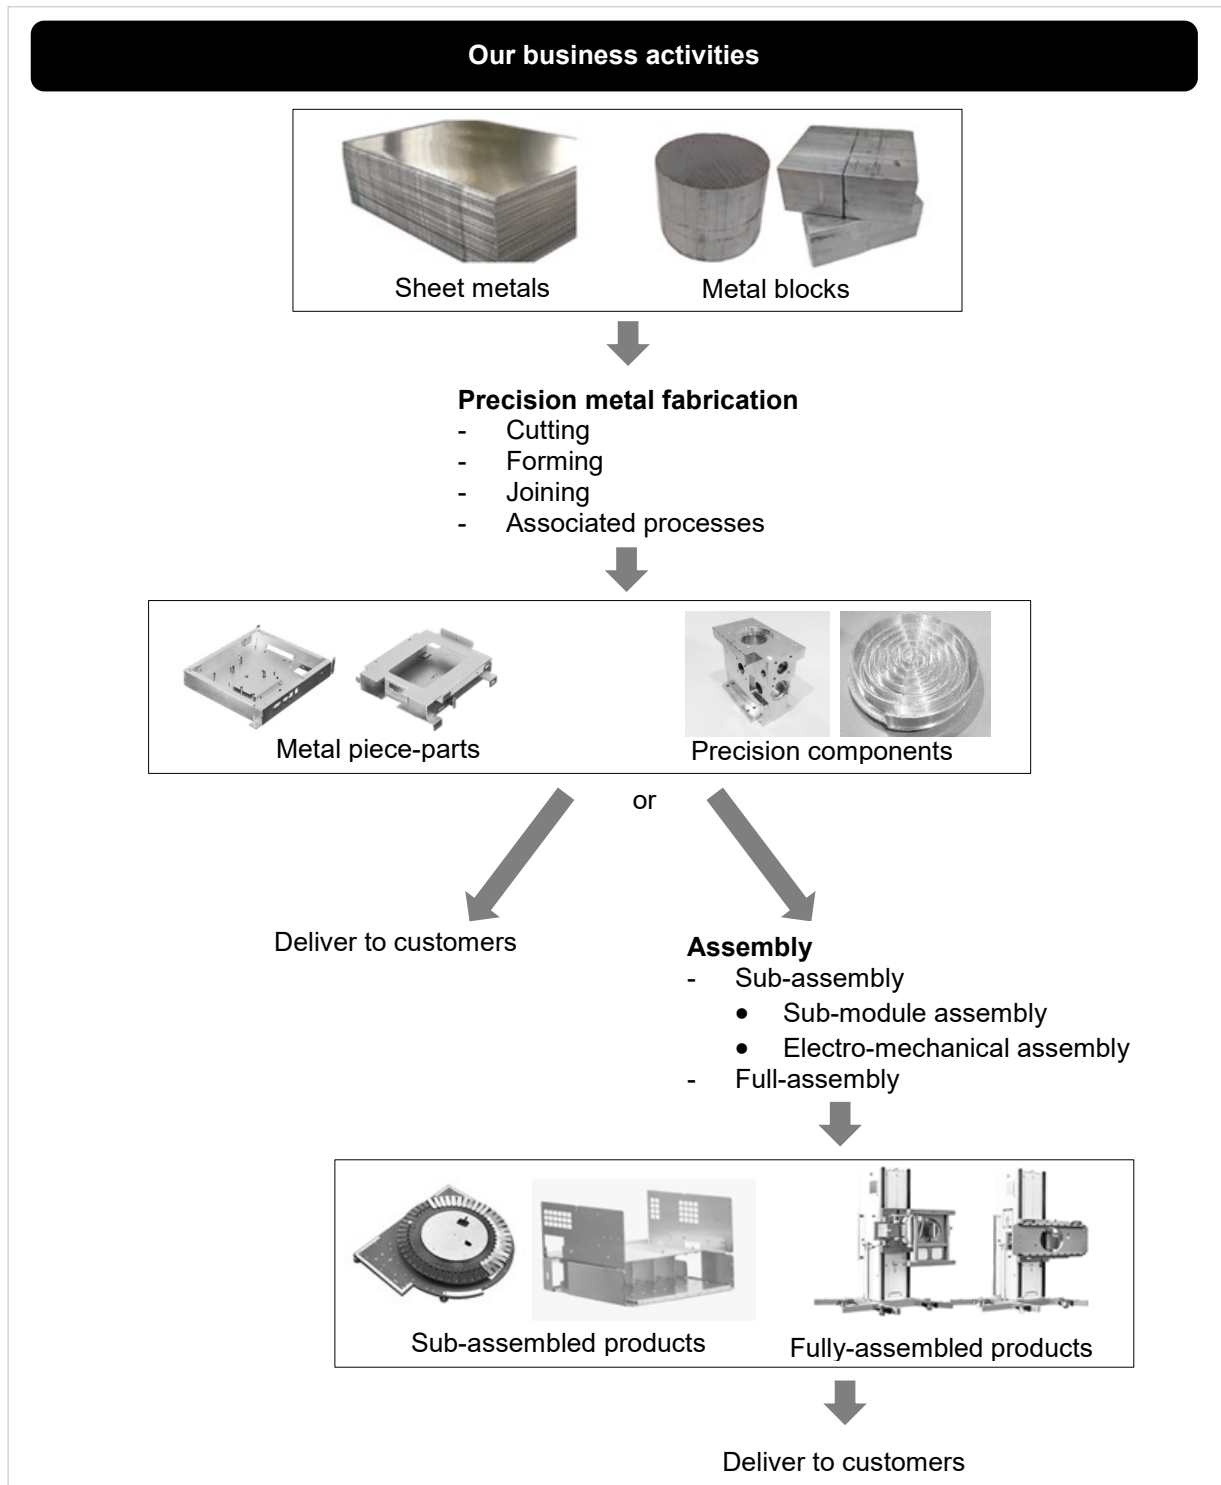 Our business activities
Sheet metals
Metal blocks
Precision metal fabrication
- Cutting
- Forming
- Joining
- Associated processes
Metal piece-parts
Precision components
or
Deliver to customers
Assembly
- Sub-assembly
● Sub-module assembly
● Electro-mechanical assembly
- Full-assembly
Sub-assembled products
Fully-assembled products
Deliver to customers